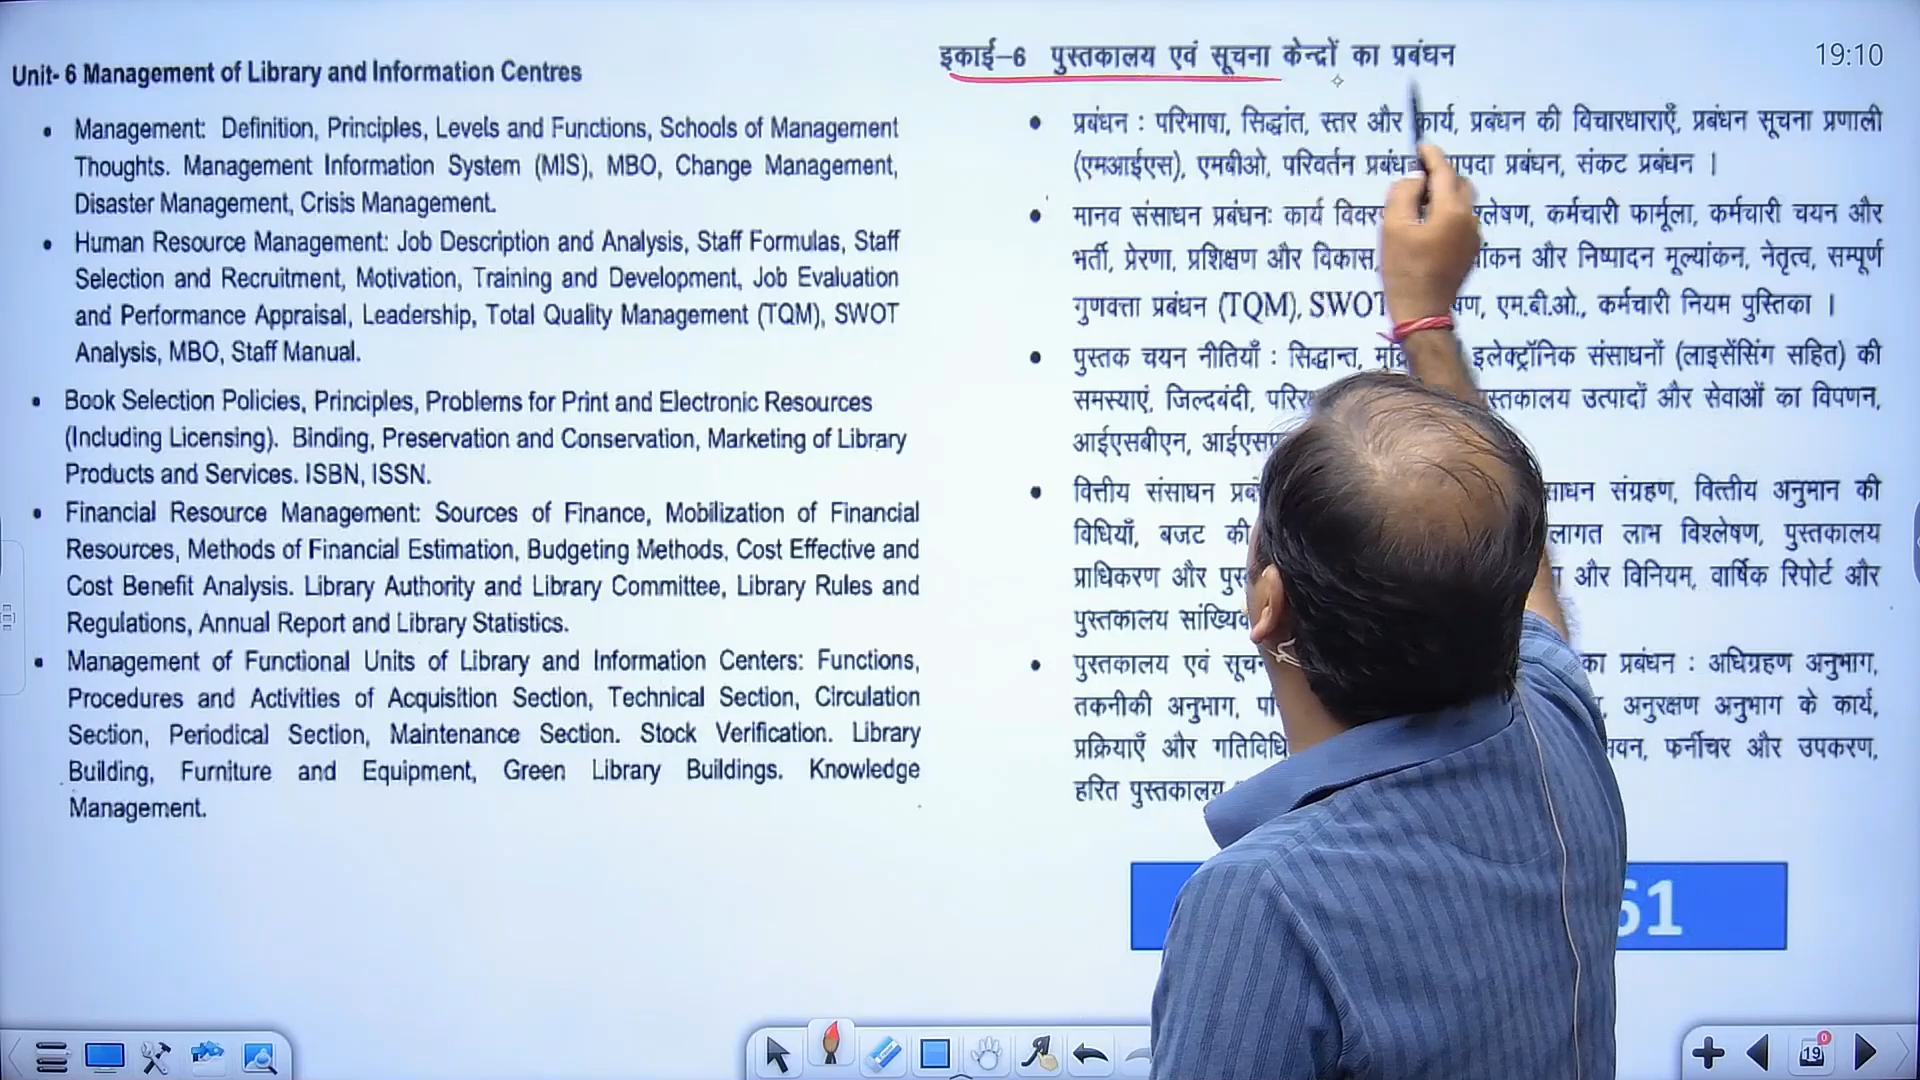 Unit- 6 Management of Library and Information Centres
• Management: Definition, Principles, Levels and Functions, Schools of Management
Thoughts. Management Information System (MIS), MBO, Change Management,
Disaster Management, Crisis Management.
• Human Resource Management: Job Description and Analysis, Staff Formulas, Staff
Selection and Recruitment, Motivation, Training and Development, Job Evaluation
and Performance Appraisal, Leadership, Total Quality Management (TQM), SWOT
Analysis, MBO, Staff Manual.
• Book Selection Policies, Principles, Problems for Print and Electronic Resources
(Including Licensing). Binding, Preservation and Conservation, Marketing of Library
Products and Services. ISBN, ISSN.
• Financial Resource Management: Sources of Finance, Mobilization of Financial
Resources, Methods of Financial Estimation, Budgeting Methods, Cost Effective and
Cost Benefit Analysis. Library Authority and Library Committee, Library Rules and
Regulations, Annual Report and Library Statistics.
• Management of Functional Units of Library and Information Centers: Functions,
Procedures and Activities of Acquisition Section, Technical Section, Circulation
Section, Periodical Section, Maintenance Section. Stock Verification. Library
Building, Furniture and Equipment, Green Library Buildings. Knowledge
Management.
इकाई–6 पुस्तकालय एवं सूचना केन्द्रों का प्रबंधन
19:10
• प्रबंधन : परिभाषा, सिद्धांत, स्तर और कार्य, प्रबंधन की विचारधाराएँ, प्रबंधन सूचना प्रणाली
(एमआईएस), एमबीओ, परिवर्तन प्रबंधन प्रबंधन, संकट प्रबंधन ।
• मानव संसाधन प्रबंधनः कार्य कर्मचारी फार्मूला, कर्मचारी चयन और
भर्ती, प्रेरणा, प्रशिक्षण और विकास, और निष्पादन मूल्यांकन, नेतृत्व, सम्पूर्ण
गुणवत्ता प्रबंधन (TQM), SWOT एम.बी.ओ., कर्मचारी नियम पुस्तिका ।
• पुस्तक चयन नीतियाँ : सिद्धान्त, इलेक्ट्रॉनिक संसाधनों (लाइसेंसिंग सहित) की
समस्याएं, जिल्दबंदी, उत्पादों और सेवाओं का विपणन,
आईएसबीएन,
• वित्तीय संसाधन संग्रहण, वित्तीय अनुमान की
विधियाँ, बजट की लागत लाभ विश्लेषण, पुस्तकालय
प्राधिकरण और और विनियम, वार्षिक रिपोर्ट और
पुस्तकालय
• पुस्तकालय एवं का प्रबंधन : अधिग्रहण अनुभाग,
तकनीकी अनुभाग, अनुरक्षण अनुभाग के कार्य,
प्रक्रियाएँ और फर्नीचर और उपकरण,
हरित पुस्तकालय
61
19
0